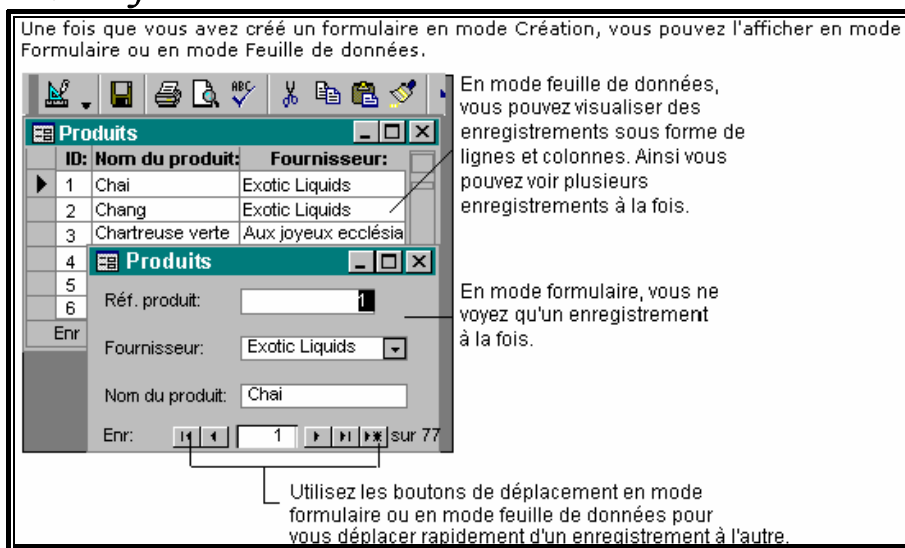 Une fois que vous avez créé un formulaire en mode Création, vous pouvez l'afficher en mode
Formulaire ou en mode Feuille de données.
ABC
Produits
ID: Nom du produit: Fournisseur:
1 Chai Exotic Liquids
2 Chang Exotic Liquids
3 Chartreuse verte Aux joyeux ecclésia
4
5
6
Enr
En mode feuille de données,
vous pouvez visualiser des
enregistrements sous forme de
lignes et colonnes. Ainsi vous
pouvez voir plusieurs
enregistrements à la fois.
Produits
Réf. produit: 1
Fournisseur: Exotic Liquids
Nom du produit: Chai
Enr: 1 sur 77
En mode formulaire, vous ne
voyez qu'un enregistrement
à la fois.
Utilisez les boutons de déplacement en mode
formulaire ou en mode feuille de données pour
vous déplacer rapidement d'un enregistrement à l'autre.